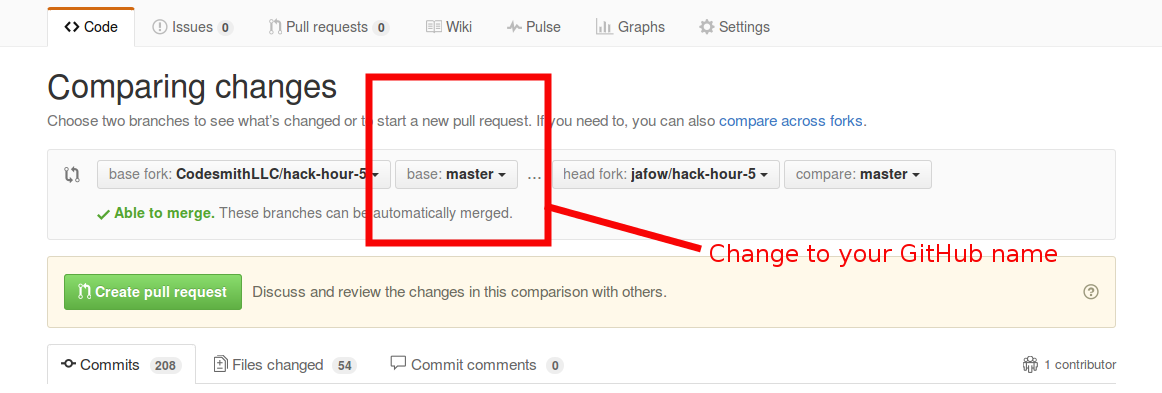 Code Issues 0 Pull requests 0 Wiki Pulse Graphs Settings
Comparing changes
Choose two branches to see what's changed or to start a new pull request. If you need to, you can also compare across forks.
base fork: CodesmithLLC/hack-hour-5 base: master ... head fork: jafow/hack-hour-5 compare: master
Able to merge. These branches can be automatically merged.
Change to your GitHub name
Create pull request Discuss and review the changes in this comparison with others.
Commits 208 Files changed 54 Commit comments 0 1 contributor